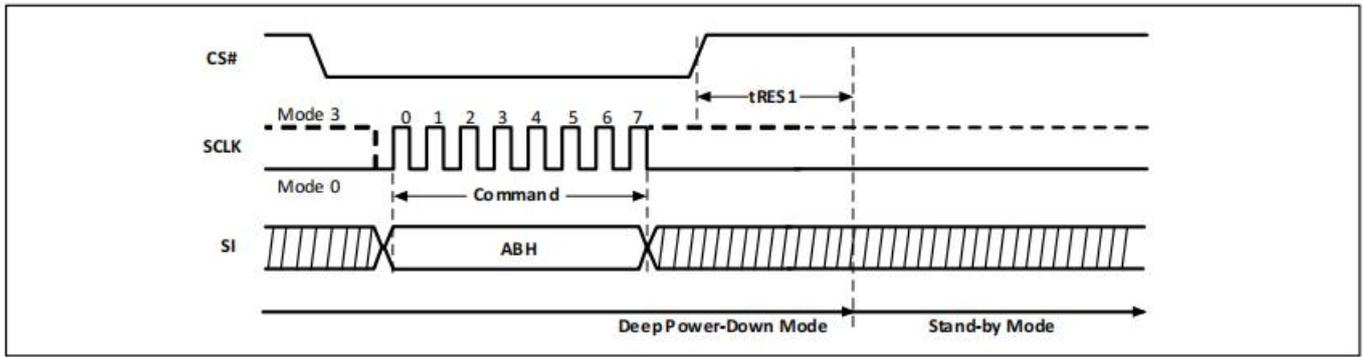 CS#
tRES1
Mode 3
0 1 2 3 4 5 6 7
SCLK
Mode 0
Command
SI
ABH
Deep Power-Down Mode
Stand-by Mode